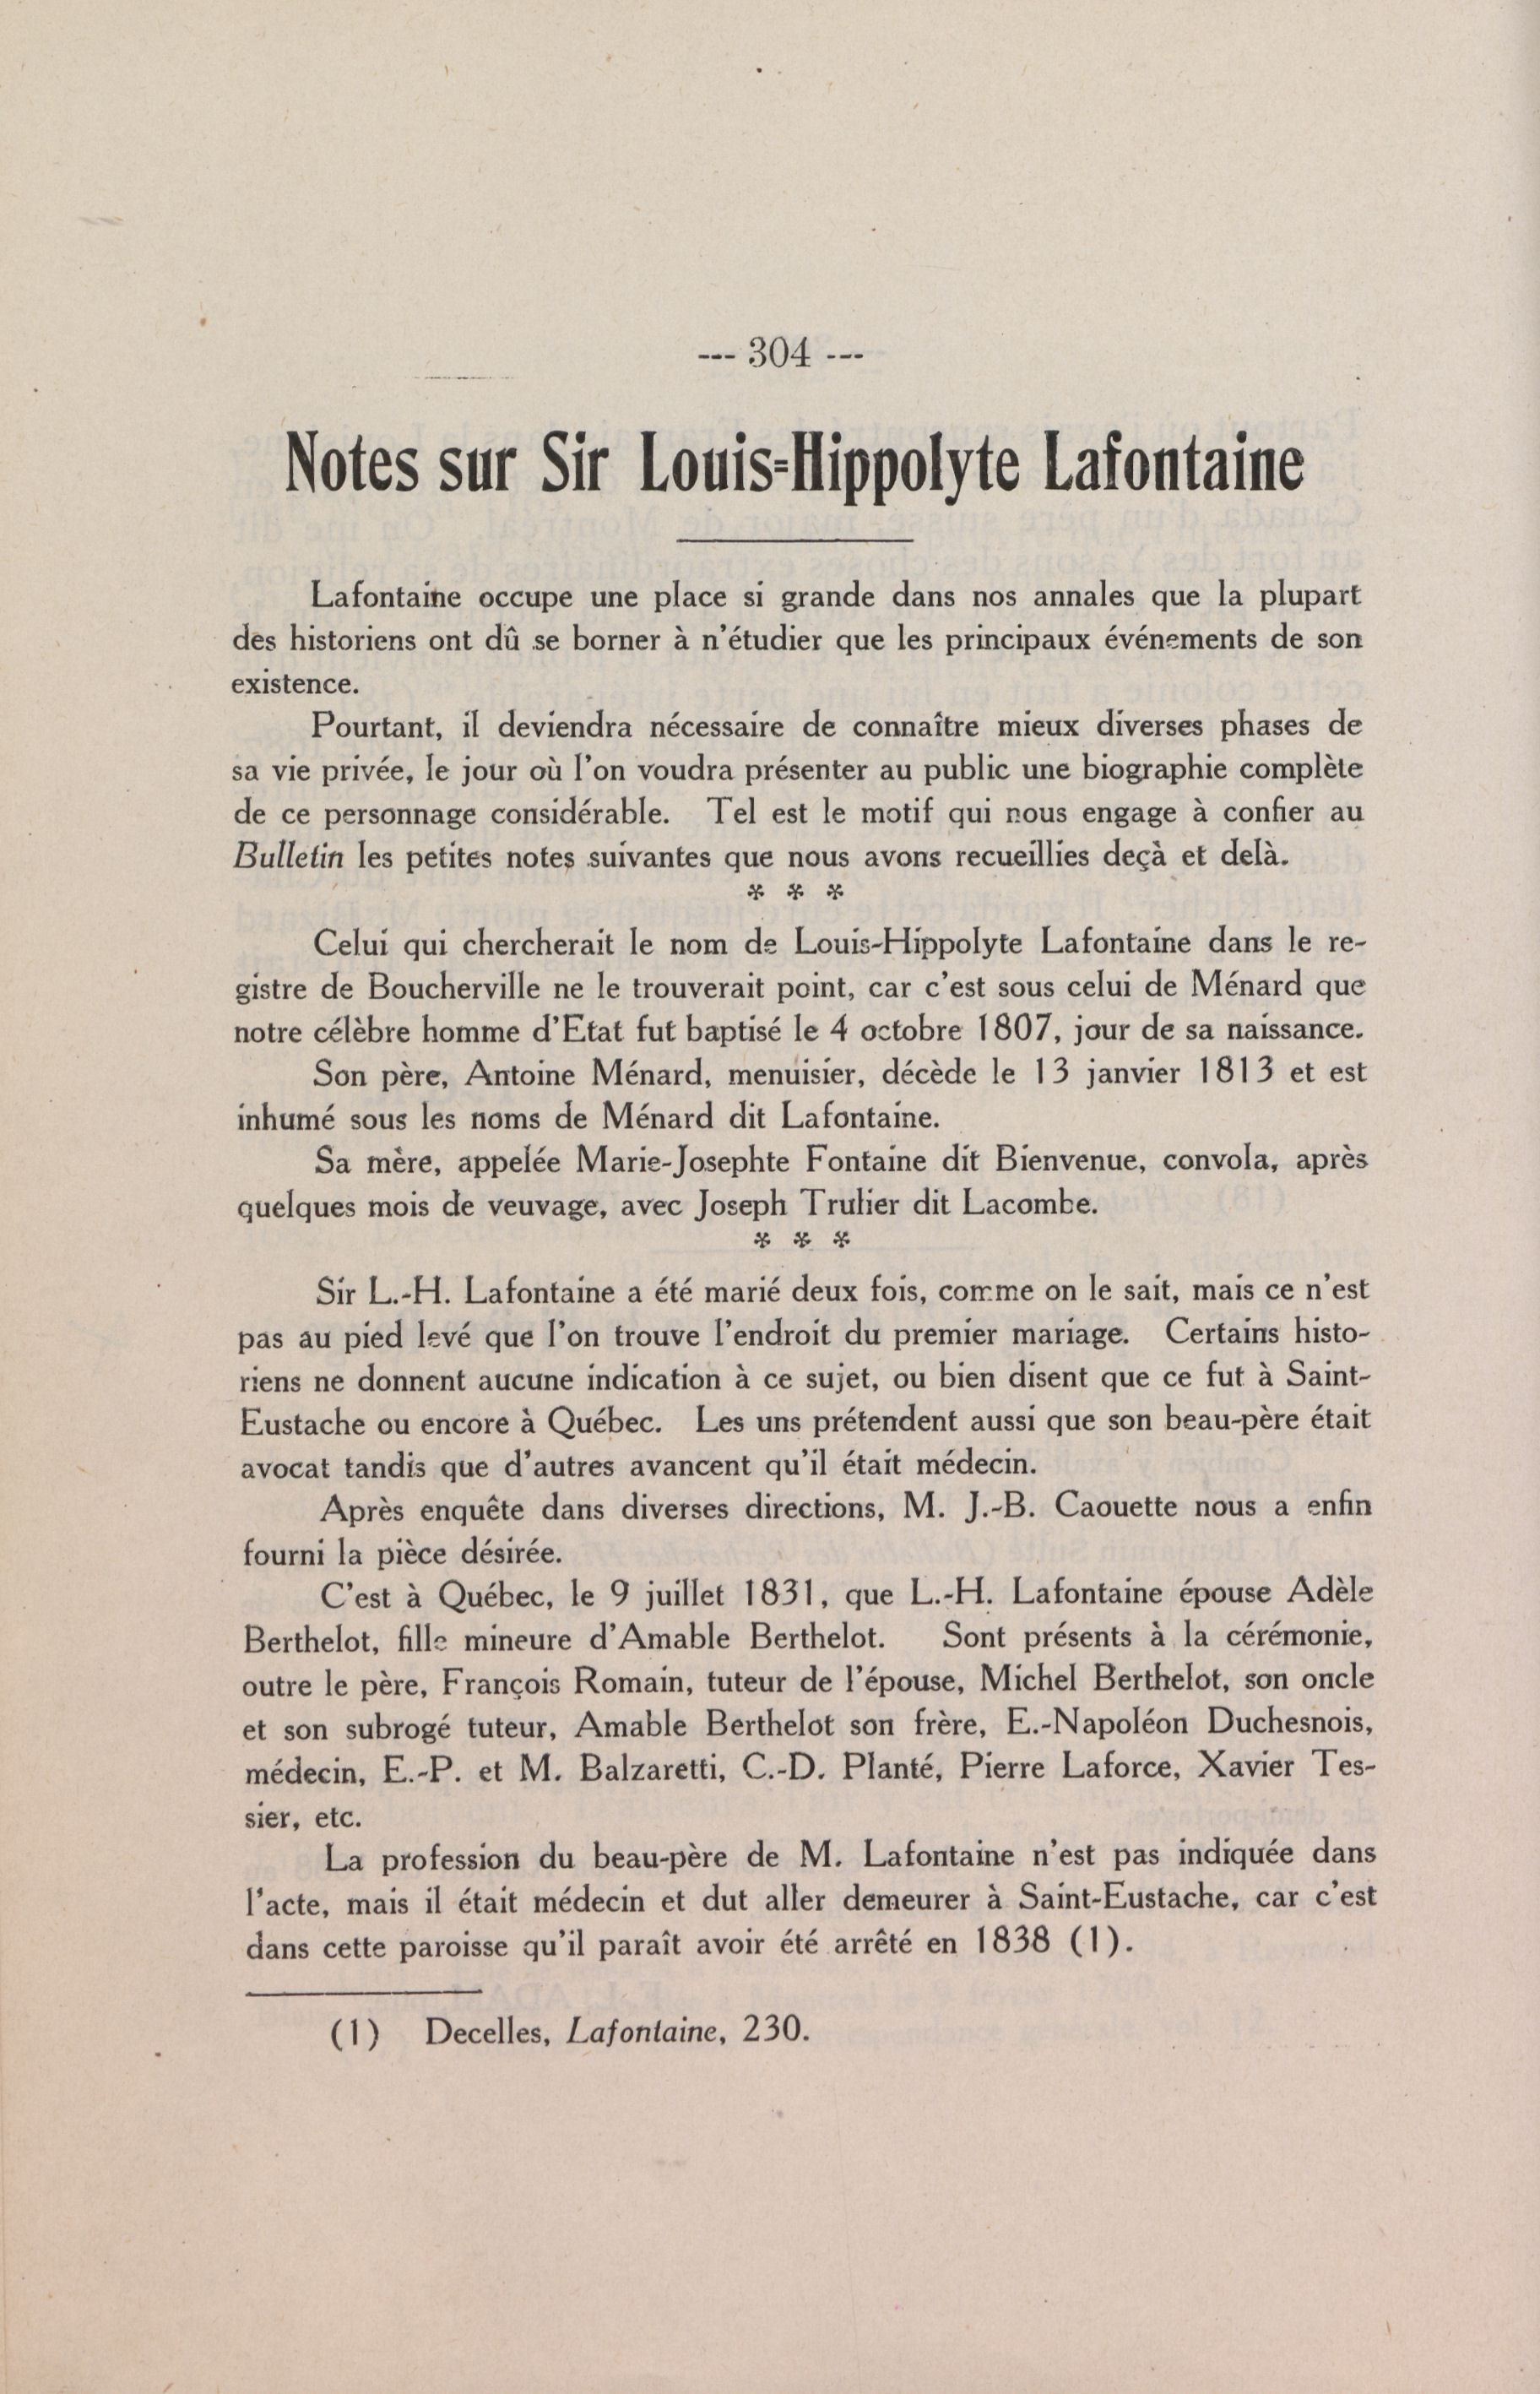 --- 304 ---
Notes sur Sir Louis-Hippolyte Lafontaine
Lafontaine occupe une place si grande dans nos annales que la plupart
des historiens ont dû se borner à n'étudier que les principaux événements de son
existence.
Pourtant, il deviendra nécessaire de connaître mieux diverses phases de
sa vie privée, le jour où l'on voudra présenter au public une biographie complète
de ce personnage considérable. Tel est le motif qui nous engage à confier au
Bulletin les petites notes suivantes que nous avons recueillies deçà et delà.
* * *
Celui qui chercherait le nom de Louis-Hippolyte Lafontaine dans le re-
gistre de Boucherville ne le trouverait point, car c'est sous celui de Ménard que
notre célèbre homme d'Etat fut baptisé le 4 octobre 1807, jour de sa naissance.
Son père, Antoine Ménard, menuisier, décède le 13 janvier 1813 et est
inhumé sous les noms de Ménard dit Lafontaine.
Sa mère, appelée Marie-Josephte Fontaine dit Bienvenue, convola, après
quelques mois de veuvage, avec Joseph Trulier dit Lacombe.
* * *
Sir L.-H. Lafontaine a été marié deux fois, comme on le sait, mais ce n'est
pas au pied levé que l'on trouve l'endroit du premier mariage. Certains histo-
riens ne donnent aucune indication à ce sujet, ou bien disent que ce fut à Saint-
Eustache ou encore à Québec. Les uns prétendent aussi que son beau-père était
avocat tandis que d'autres avancent qu'il était médecin.
Après enquête dans diverses directions, M. J.-B. Caouette nous a enfin
fourni la pièce désirée.
C'est à Québec, le 9 juillet 1831, que L.-H. Lafontaine épouse Adèle
Berthelot, fille mineure d'Amable Berthelot. Sont présents à la cérémonie,
outre le père, François Romain, tuteur de l'épouse, Michel Berthelot, son oncle
et son subrogé tuteur, Amable Berthelot son frère, E.-Napoléon Duchesnois,
médecin, E.-P. et M. Balzaretti, C.-D. Planté, Pierre Laforce, Xavier Tes-
sier, etc.
La profession du beau-père de M. Lafontaine n'est pas indiquée dans
l'acte, mais il était médecin et dut aller demeurer à Saint-Eustache, car c'est
dans cette paroisse qu'il paraît avoir été arrêté en 1838 (1).
(1) Decelles, Lafontaine, 230.